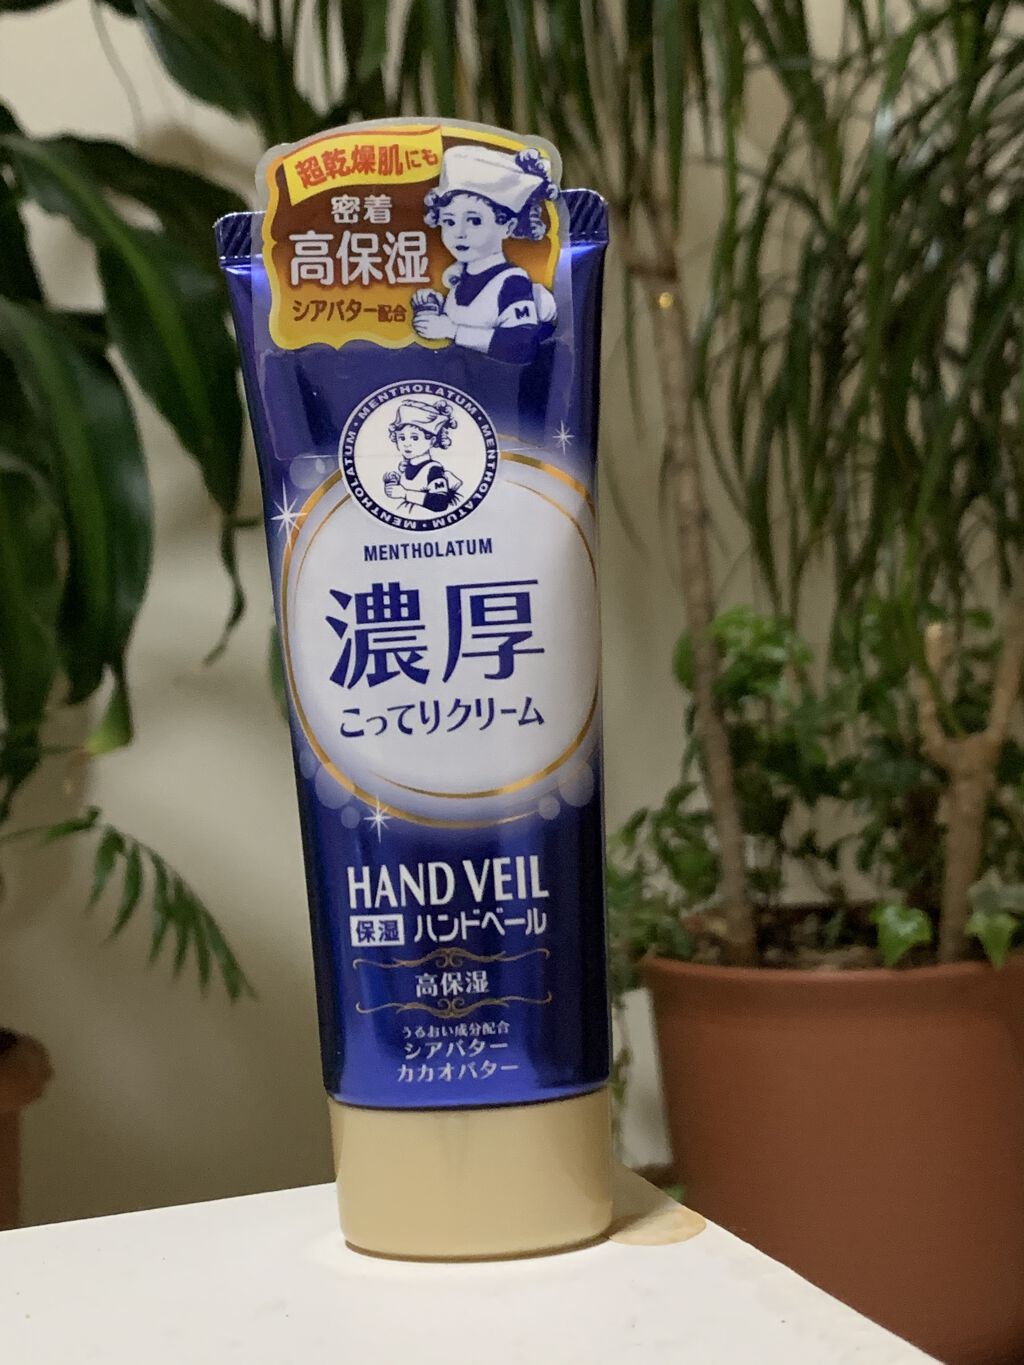 超乾燥肌にも
密着
高保湿
シアバター配合
M
MENTHOLATUM・MENTHOLATUM・MENTHOLATUM・MENTHOLATUM・
M
MENTHOLATUM
濃厚
こってりクリーム
HAND VEIL
保湿 ハンドベール
高保湿
うるおい成分配合
シアバター
カカオバター